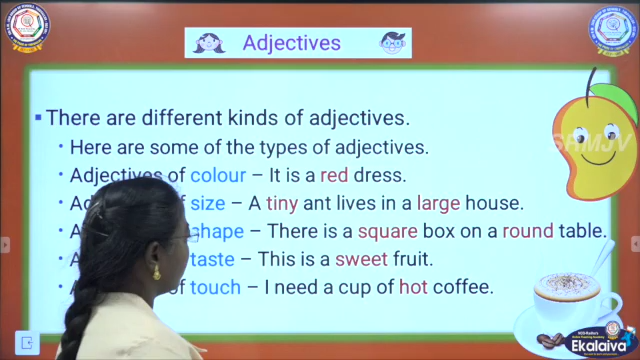 Adjectives
There are different kinds of adjectives.
Here are some of the types of adjectives.
Adjectives of colour – It is a red dress.
Ad size – A tiny ant lives in a large house.
A shape – There is a square box on a round table.
A taste – This is a sweet fruit.
of touch – I need a cup of hot coffee.
SRMJV
Ekalaiva